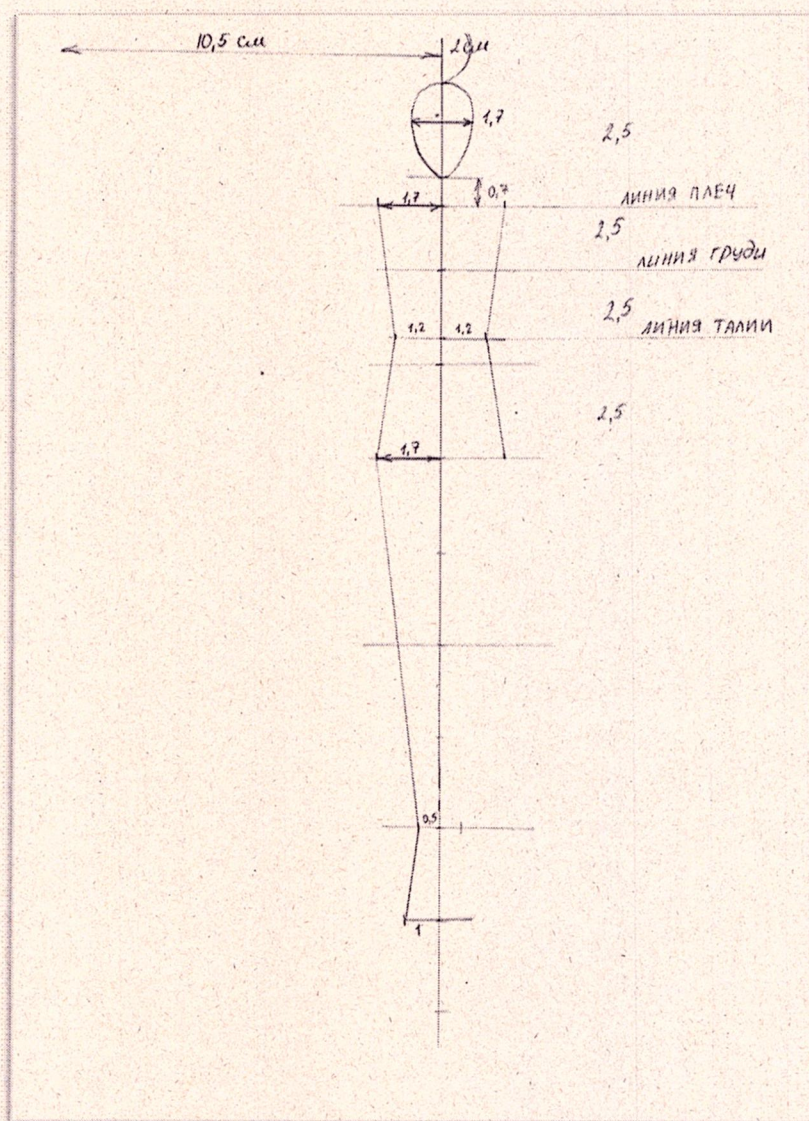 10,5 см
2см
1,7
2,5
0,7
1,7
линия плеч
2,5
линия груди
2,5
1,2 1,2
линия талии
2,5
1,7
0,5
1